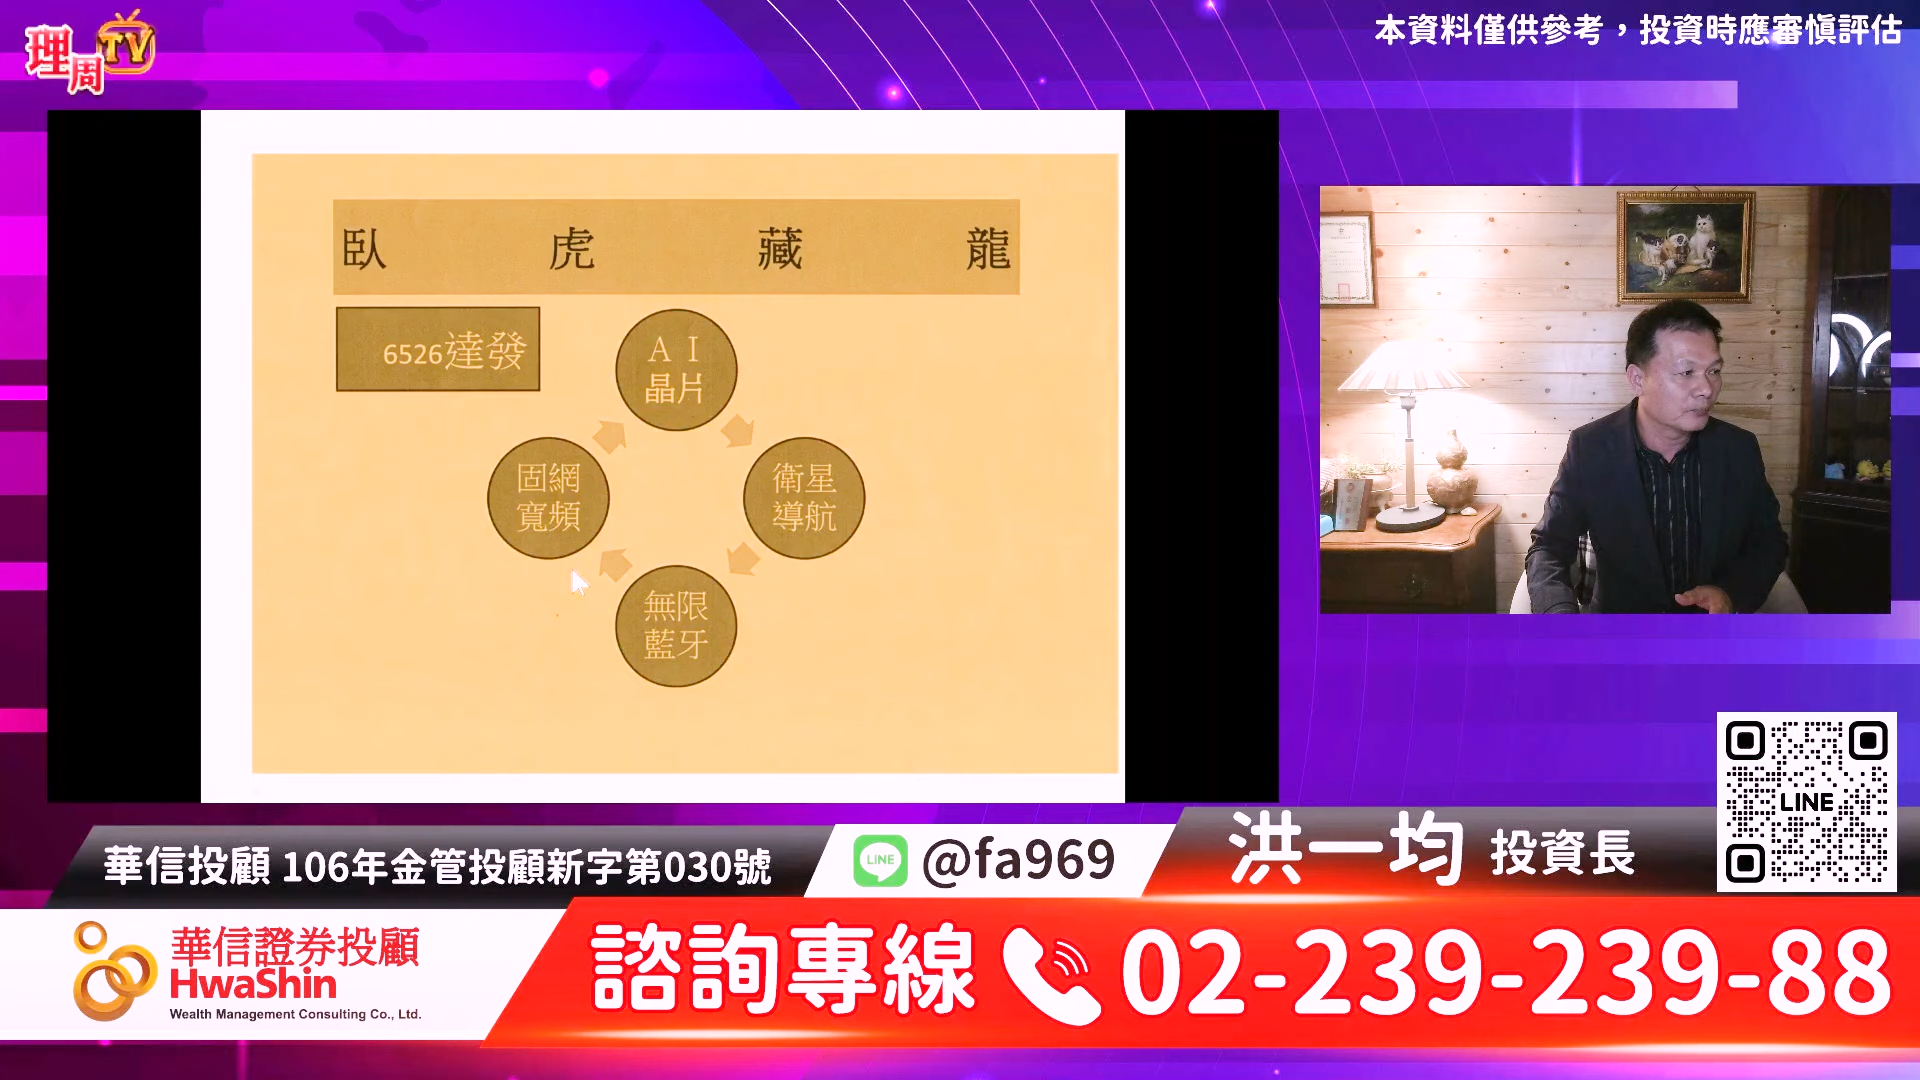 理周TV
本資料僅供參考，投資時應審慎評估
臥虎藏龍
6526達發
ＡＩ
晶片
固網
寬頻
衛星
導航
無限
藍牙
LINE
華信投顧 106年金管投顧新字第030號
LINE
@fa969
洪一均 投資長
華信證券投顧
HwaShin
Wealth Management Consulting Co., Ltd.
諮詢專線 02-239-239-88